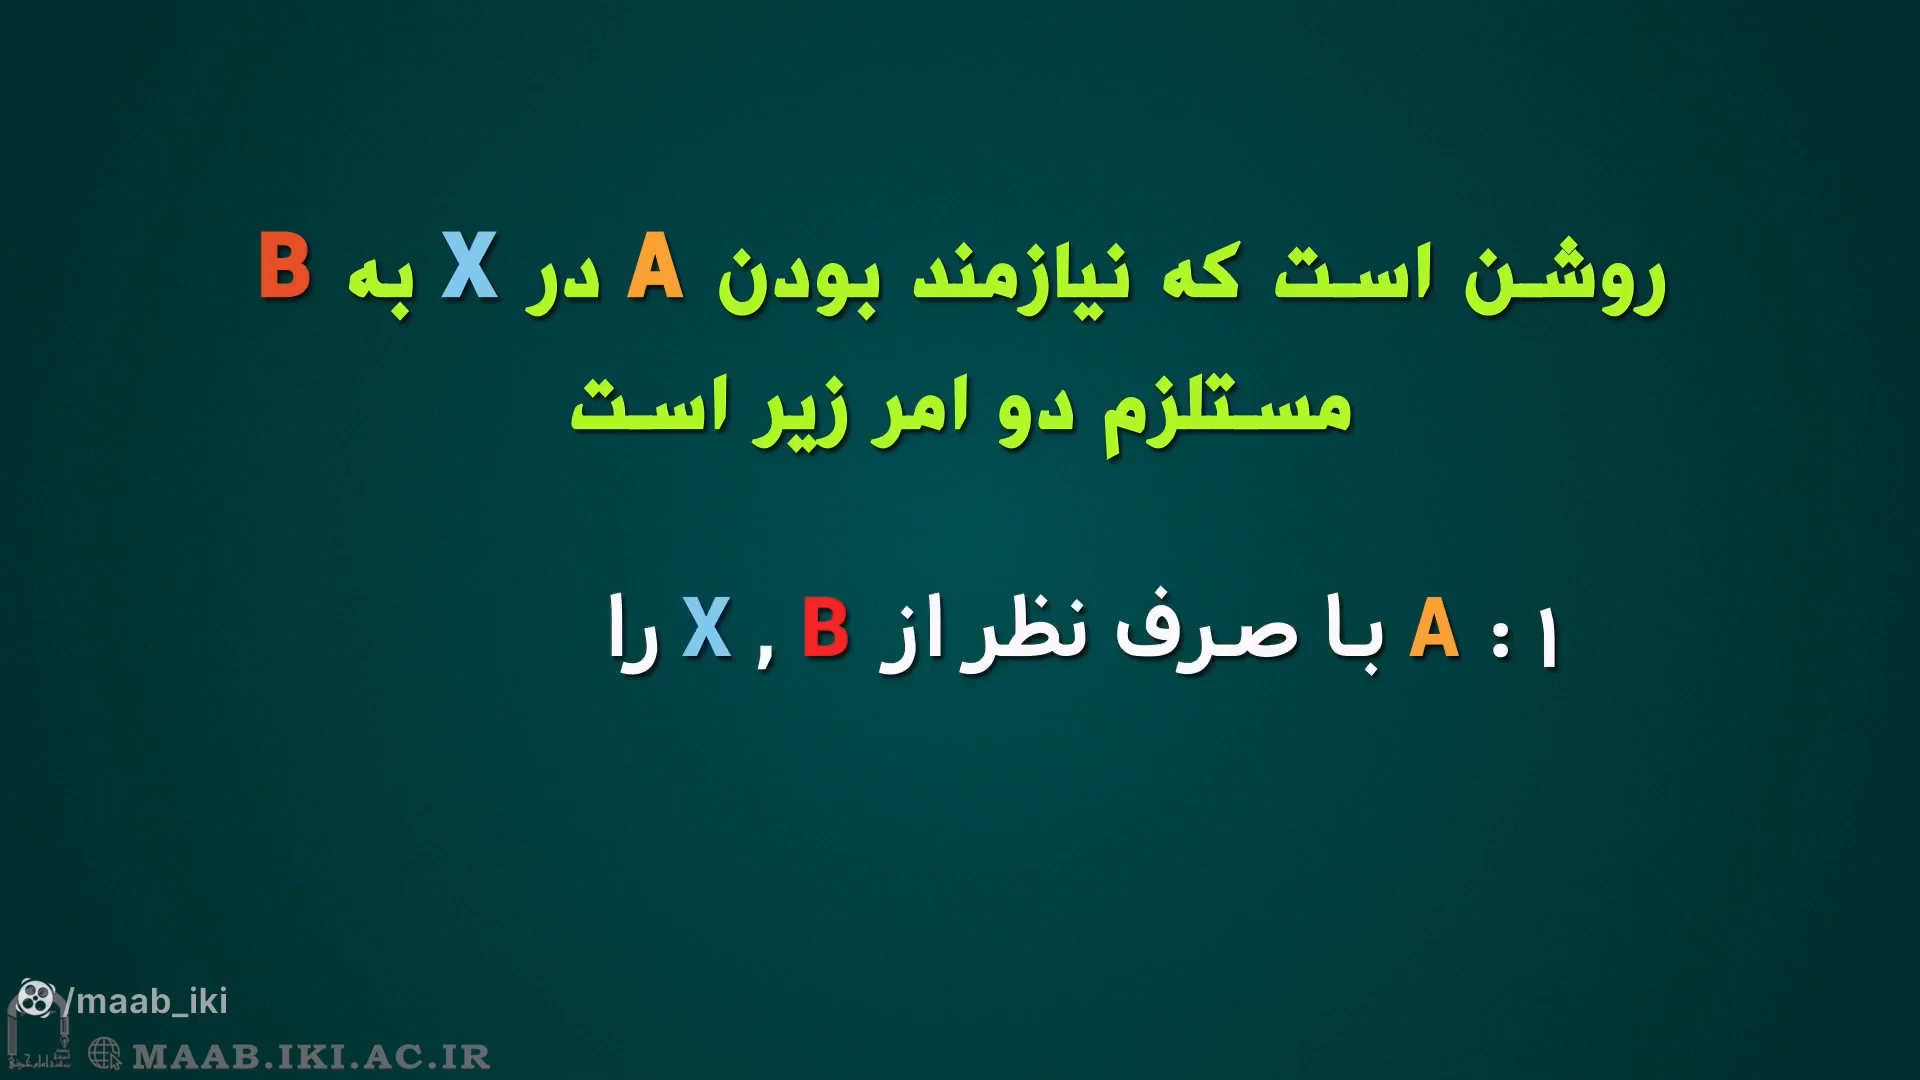 روشن است که نیازمند بودن A در X به B
مستلزم دو امر زیر است
۱ : A با صرف نظر از B , X را
/maab_iki
MAAB.IKI.AC.IR